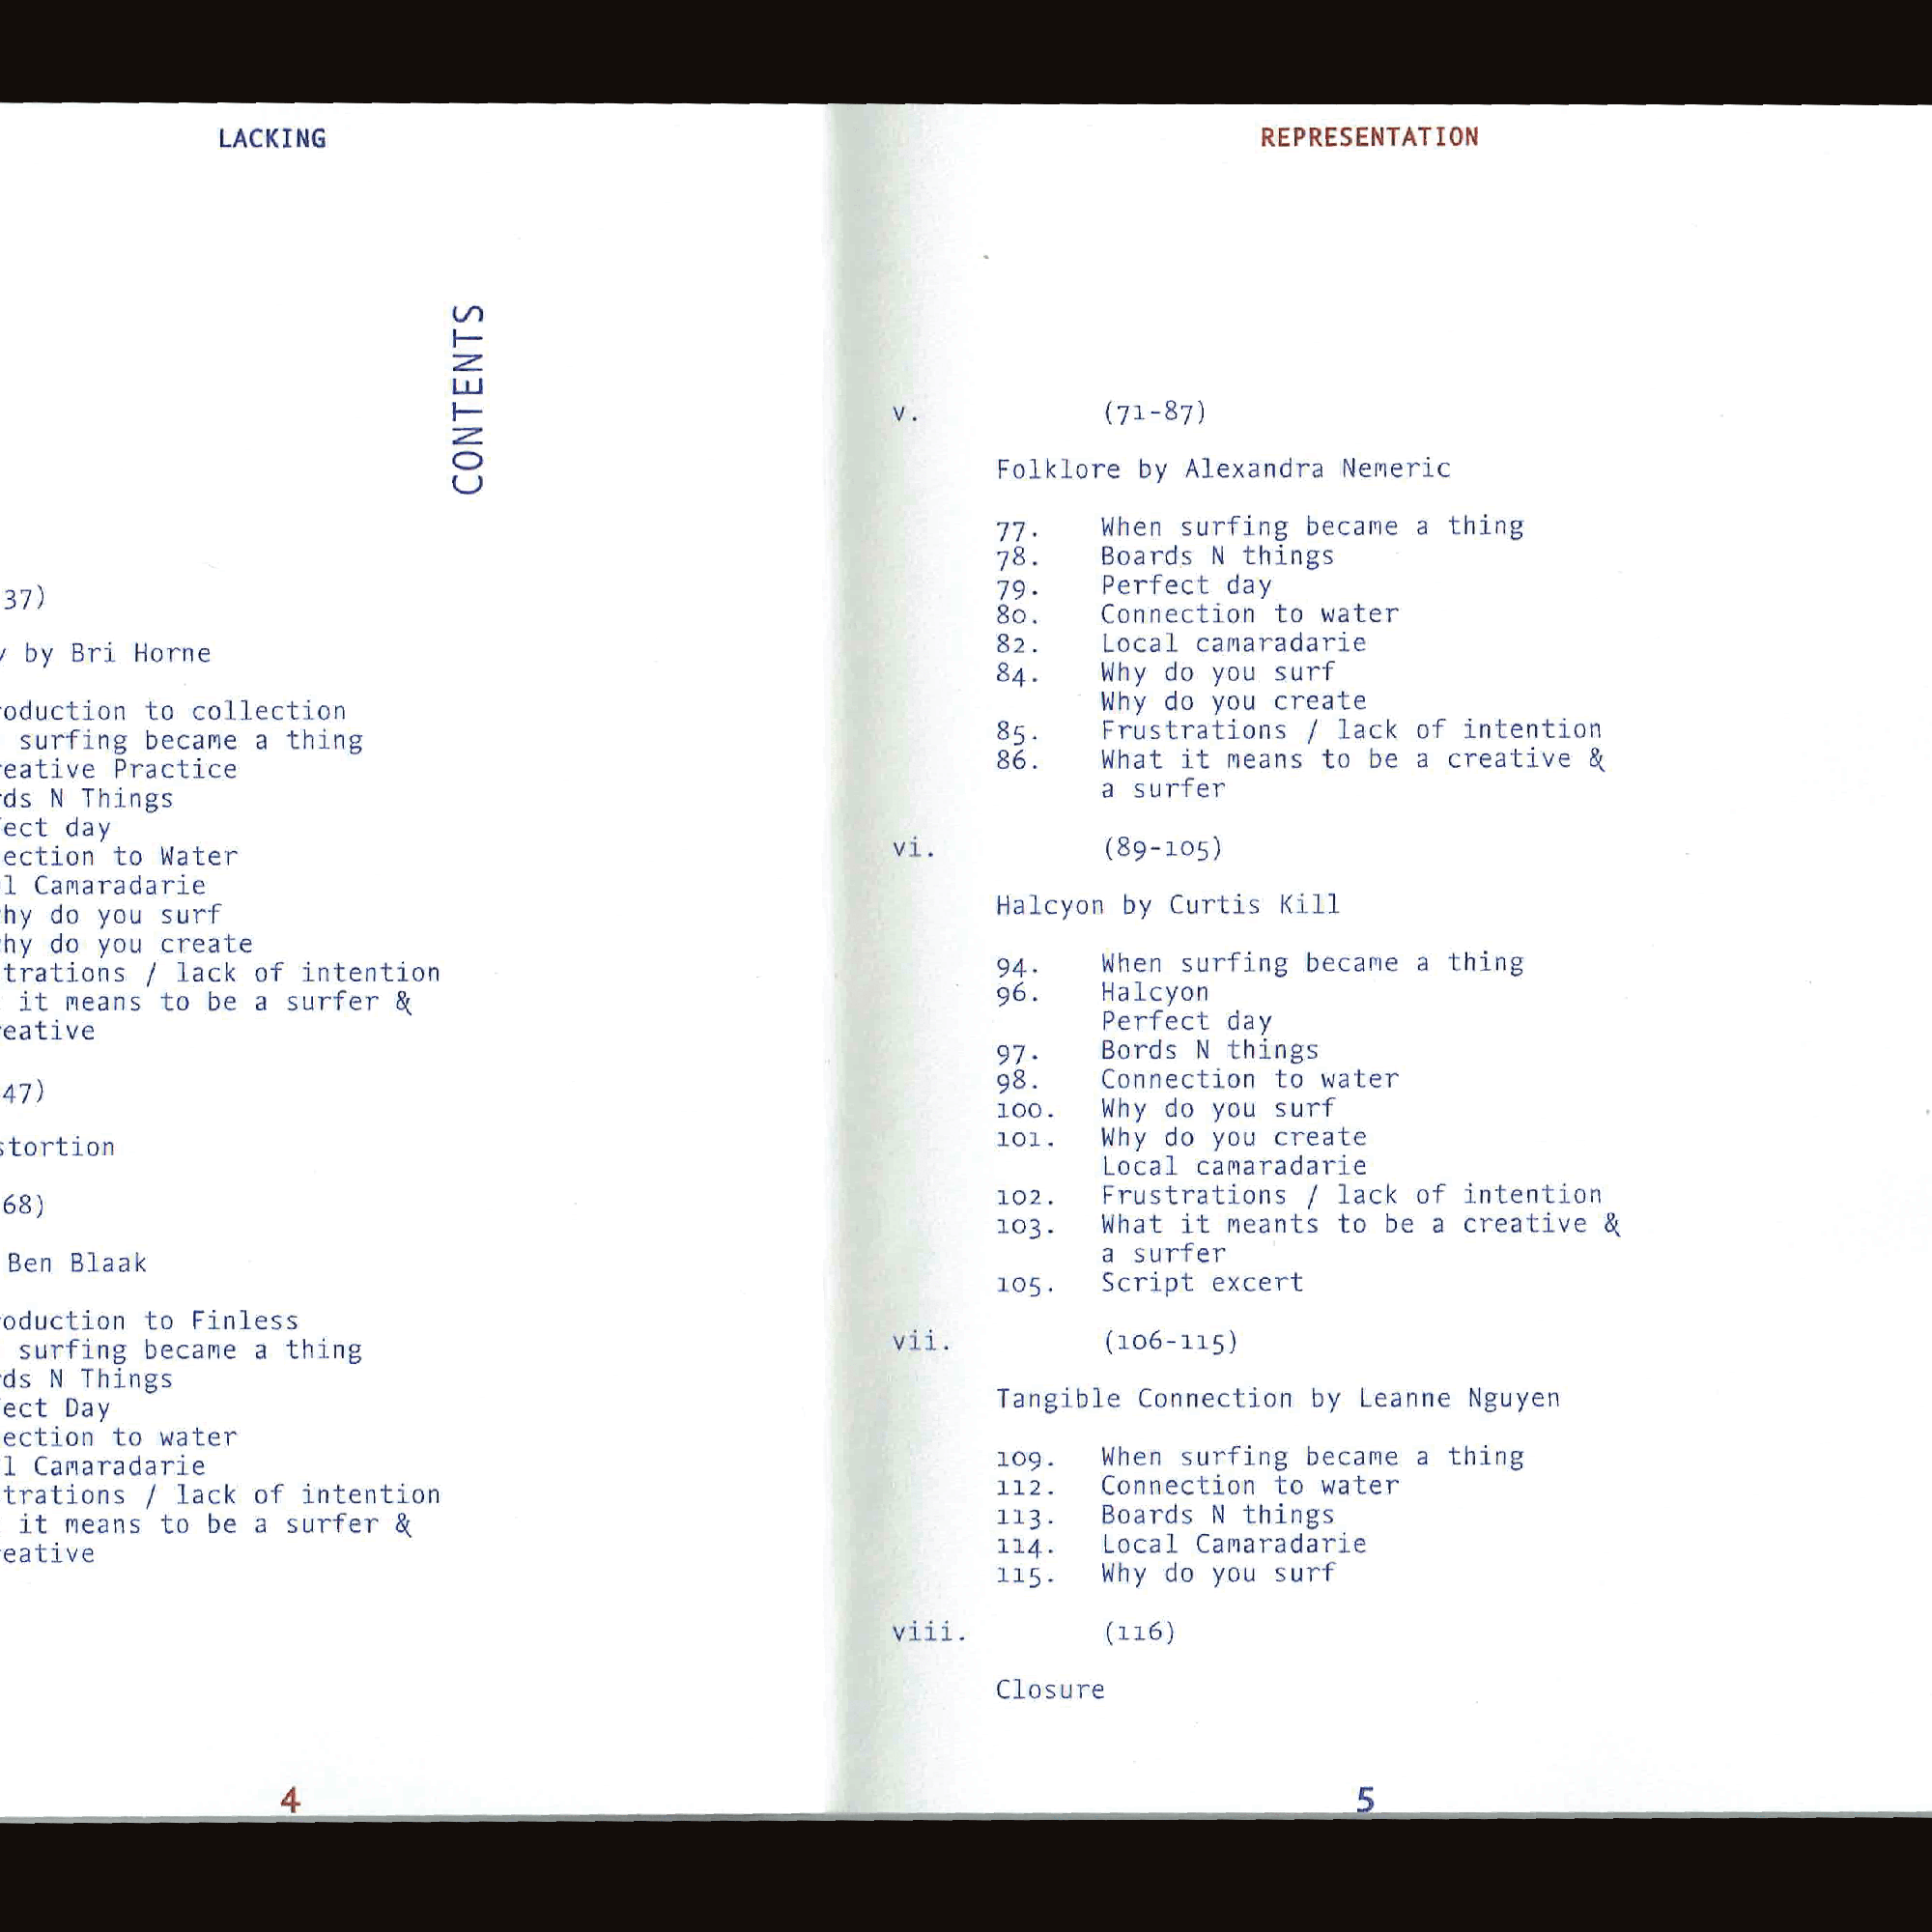 LACKING
CONTENTS
37)
by Bri Horne
oduction to collection
surfing became a thing
eative Practice
ds N Things
ect day
ection to Water
l Camaradarie
hy do you surf
hy do you create
trations / lack of intention
it means to be a surfer &
eative
47)
stortion
68)
Ben Blaak
oduction to Finless
surfing became a thing
ds N Things
ect Day
ection to water
l Camaradarie
trations / lack of intention
it means to be a surfer &
eative
4
REPRESENTATION
v. (71-87)
Folklore by Alexandra Nemeric
77. When surfing became a thing
78. Boards N things
79. Perfect day
80. Connection to water
82. Local camaradarie
84. Why do you surf
Why do you create
85. Frustrations / lack of intention
86. What it means to be a creative &
a surfer
vi. (89-105)
Halcyon by Curtis Kill
94. When surfing became a thing
96. Halcyon
Perfect day
97. Bords N things
98. Connection to water
100. Why do you surf
101. Why do you create
Local camaradarie
102. Frustrations / lack of intention
103. What it meants to be a creative &
a surfer
105. Script excert
vii. (106-115)
Tangible Connection by Leanne Nguyen
109. When surfing became a thing
112. Connection to water
113. Boards N things
114. Local Camaradarie
115. Why do you surf
viii. (116)
Closure
5